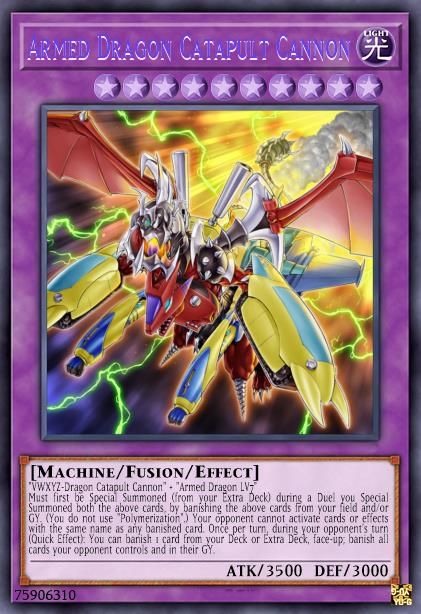 ARMED DRAGON CATAPULT CANNON
LIGHT
光
[MACHINE/FUSION/EFFECT]
"VWXYZ-Dragon Catapult Cannon" + "Armed Dragon LV7"
Must first be Special Summoned (from your Extra Deck) during a Duel you Special
Summoned both the above cards, by banishing the above cards from your field and/or
GY. (You do not use "Polymerization".) Your opponent cannot activate cards or effects
with the same name as any banished card. Once per turn, during your opponent's turn
(Quick Effect): You can banish 1 card from your Deck or Extra Deck, face-up; banish all
cards your opponent controls and in their GY.
ATK/3500 DEF/3000
75906310